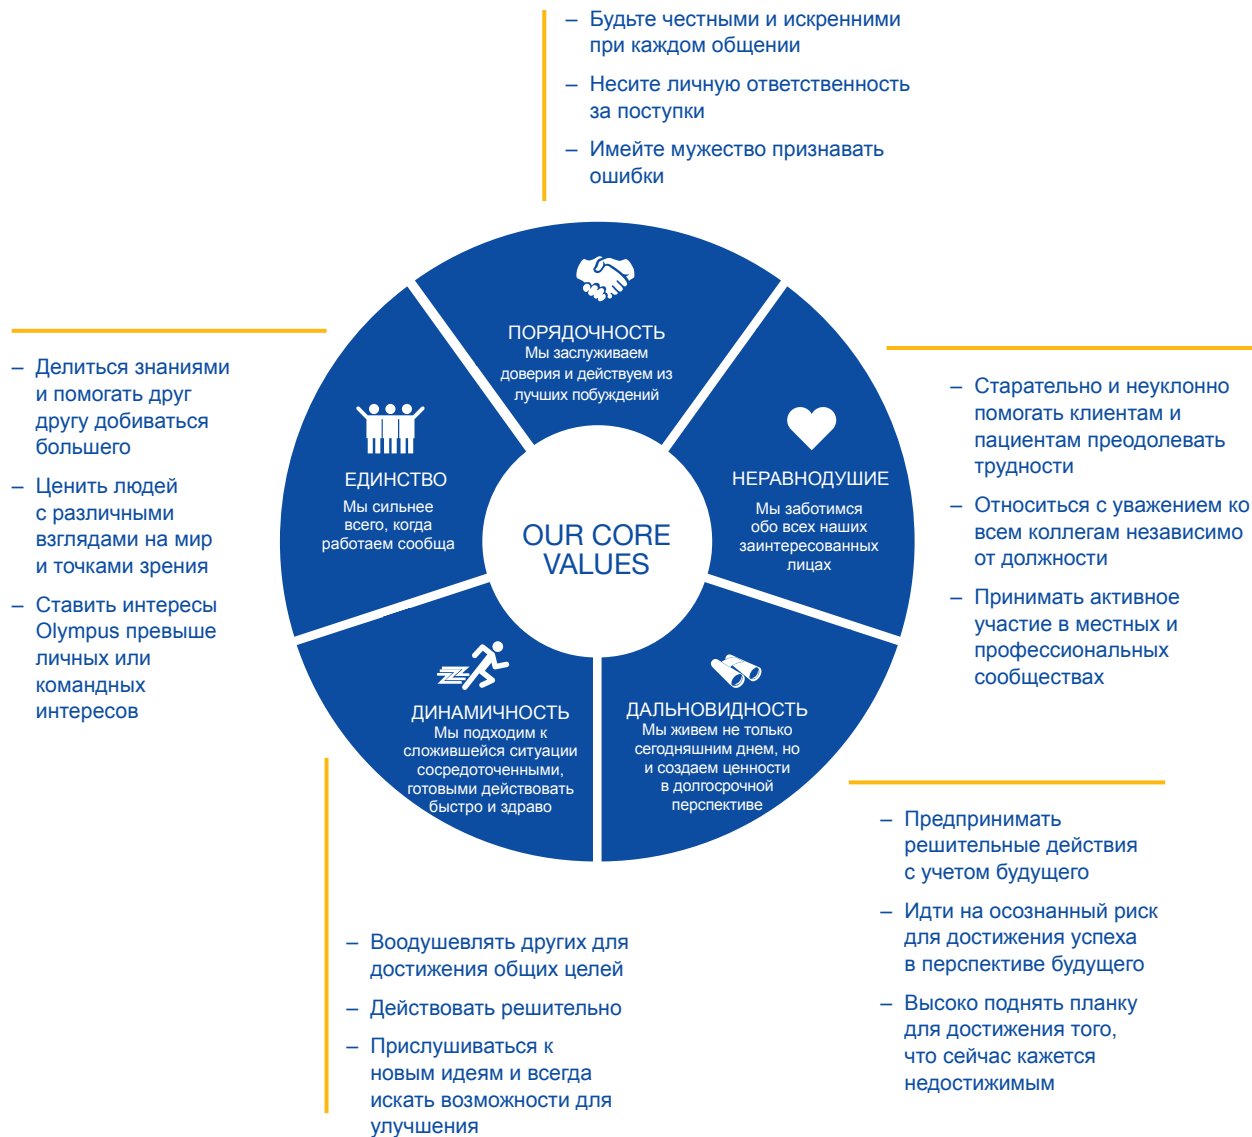 – Будьте честными и искренними
при каждом общении
– Несите личную ответственность
за поступки
– Имейте мужество признавать
ошибки
ПОРЯДОЧНОСТЬ
Мы заслуживаем
доверия и действуем из
лучших побуждений
– Делиться знаниями
и помогать друг
другу добиваться
большего
– Ценить людей
с различными
взглядами на мир
и точками зрения
– Ставить интересы
Olympus превыше
личных или
командных
интересов
ЕДИНСТВО
Мы сильнее
всего, когда
работаем сообща
OUR CORE
VALUES
НЕРАВНОДУШИЕ
Мы заботимся
обо всех наших
заинтересованных
лицах
– Старательно и неуклонно
помогать клиентам и
пациентам преодолевать
трудности
– Относиться с уважением ко
всем коллегам независимо
от должности
– Принимать активное
участие в местных и
профессиональных
сообществах
ДИНАМИЧНОСТЬ
Мы подходим к
сложившейся ситуации
сосредоточенными,
готовыми действовать
быстро и здраво
ДАЛЬНОВИДНОСТЬ
Мы живем не только
сегодняшним днем, но
и создаем ценности
в долгосрочной
перспективе
– Воодушевлять других для
достижения общих целей
– Действовать решительно
– Прислушиваться к
новым идеям и всегда
искать возможности для
улучшения
– Предпринимать
решительные действия
с учетом будущего
– Идти на осознанный риск
для достижения успеха
в перспективе будущего
– Высоко поднять планку
для достижения того,
что сейчас кажется
недостижимым